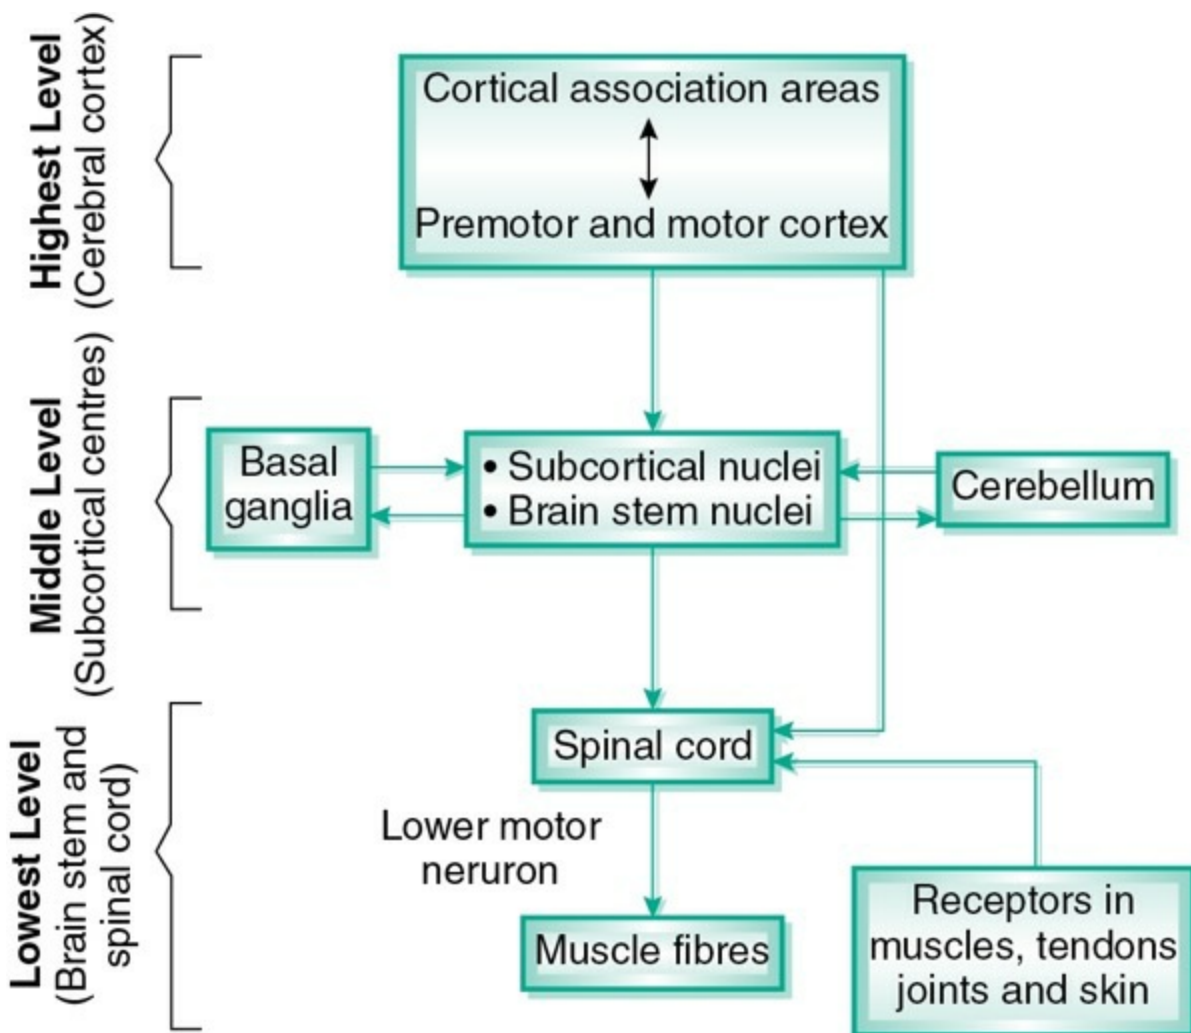 Highest Level
(Cerebral cortex)
Cortical association areas
Premotor and motor cortex
Middle Level
(Subcortical centres)
Basal
ganglia
• Subcortical nuclei
• Brain stem nuclei
Cerebellum
Lowest Level
(Brain stem and
spinal cord)
Spinal cord
Lower motor
neruron
Muscle fibres
Receptors in
muscles, tendons
joints and skin